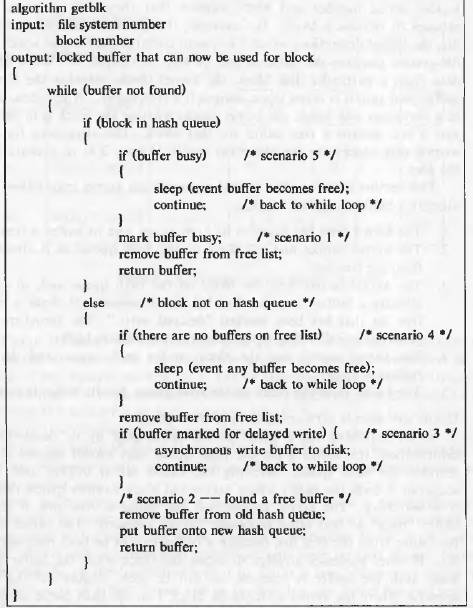 algorithm getblk
input: file system number
block number
output: locked buffer that can now be used for block
{
while (buffer not found)
{
if (block in hash queue)
{
if (buffer busy) /* scenario 5 */
{
sleep (event buffer becomes free);
continue; /* back to while loop */
}
mark buffer busy; /* scenario 1 */
remove buffer from free list;
return buffer;
}
else /* block not on hash queue */
{
if (there are no buffers on free list) /* scenario 4 */
{
sleep (event any buffer becomes free);
continue; /* back to while loop */
}
remove buffer from free list;
if (buffer marked for delayed write) { /* scenario 3 */
asynchronous write buffer to disk;
continue; /* back to while loop */
}
/* scenario 2 -- found a free buffer */
remove buffer from old hash queue;
put buffer onto new hash queue;
return buffer;
}
}
}